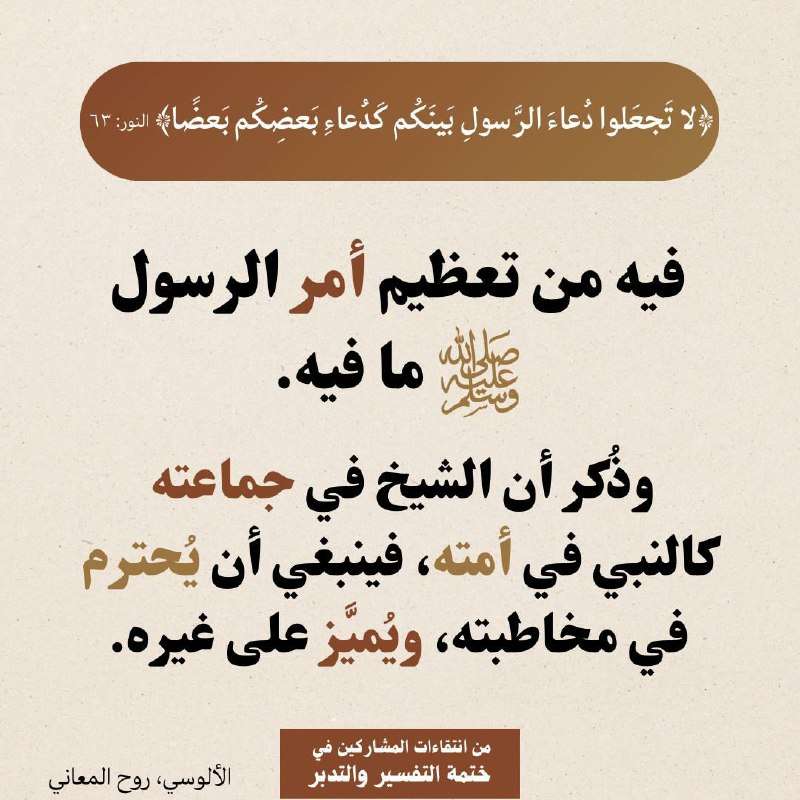 ﴿لا تَجعَلوا دُعاءَ الرَّسولِ بَينَكُم كَدُعاءِ بَعضِكُم بَعضًا﴾ النور: ٦٣
فيه من تعظيم أمر الرسول
ﷺ ما فيه.
وذُكر أن الشيخ في جماعته
كالنبي في أمته، فينبغي أن يُحترم
في مخاطبته، ويُميَّز على غيره.
من انتقاءات المشاركين في
ختمة التفسير والتدبر
الألوسي، روح المعاني